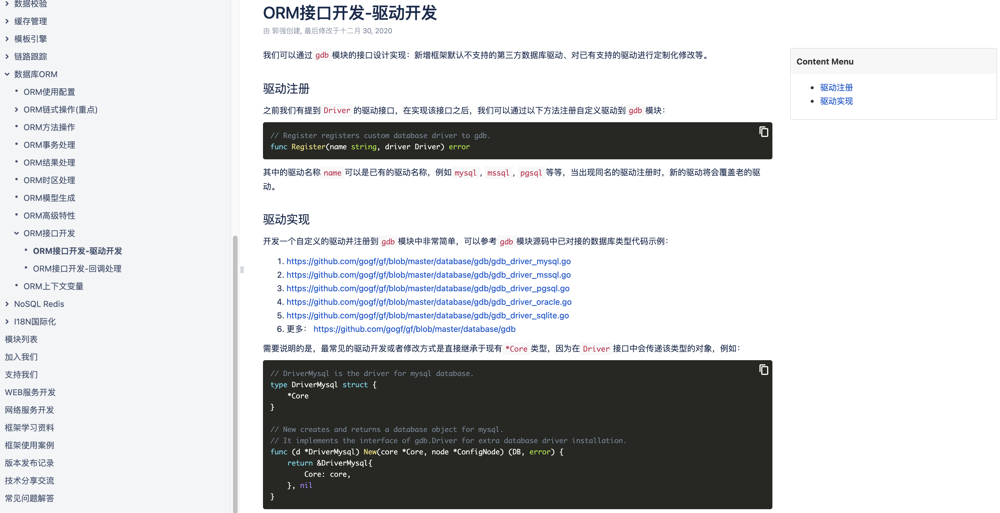 数据校验
缓存管理
模板引擎
链路跟踪
数据库ORM
ORM使用配置
ORM链式操作(重点)
ORM方法操作
ORM事务处理
ORM结果处理
ORM时区处理
ORM模型生成
ORM高级特性
ORM接口开发
ORM接口开发-驱动开发
ORM接口开发-回调处理
ORM上下文变量
NoSQL Redis
I18N国际化
模块列表
加入我们
支持我们
WEB服务开发
网络服务开发
框架学习资料
框架使用案例
版本发布记录
技术分享交流
常见问题解答
ORM接口开发-驱动开发
由 郭强创建, 最后修改于十二月 30, 2020
我们可以通过 gdb 模块的接口设计实现：新增框架默认不支持的第三方数据库驱动、对已有支持的驱动进行定制化修改等。
驱动注册
之前我们有提到 Driver 的驱动接口，在实现该接口之后，我们可以通过以下方法注册自定义驱动到 gdb 模块：
// Register registers custom database driver to gdb.
func Register(name string, driver Driver) error
其中的驱动名称 name 可以是已有的驱动名称，例如 mysql , mssql , pgsql 等等，当出现同名的驱动注册时，新的驱动将会覆盖老的驱
动。
驱动实现
开发一个自定义的驱动并注册到 gdb 模块中非常简单，可以参考 gdb 模块源码中已对接的数据库类型代码示例：
1. https://github.com/gogf/gf/blob/master/database/gdb/gdb_driver_mysql.go
2. https://github.com/gogf/gf/blob/master/database/gdb/gdb_driver_mssql.go
3. https://github.com/gogf/gf/blob/master/database/gdb/gdb_driver_pgsql.go
4. https://github.com/gogf/gf/blob/master/database/gdb/gdb_driver_oracle.go
5. https://github.com/gogf/gf/blob/master/database/gdb/gdb_driver_sqlite.go
6. 更多： https://github.com/gogf/gf/blob/master/database/gdb
需要说明的是，最常见的驱动开发或者修改方式是直接继承于现有 *Core 类型，因为在 Driver 接口中会传递该类型的对象，例如：
// DriverMysql is the driver for mysql database.
type DriverMysql struct {
    *Core
}
// New creates and returns a database object for mysql.
// It implements the interface of gdb.Driver for extra database driver installation.
func (d *DriverMysql) New(core *Core, node *ConfigNode) (DB, error) {
    return &DriverMysql{
        Core: core,
    }, nil
}
Content Menu
驱动注册
驱动实现